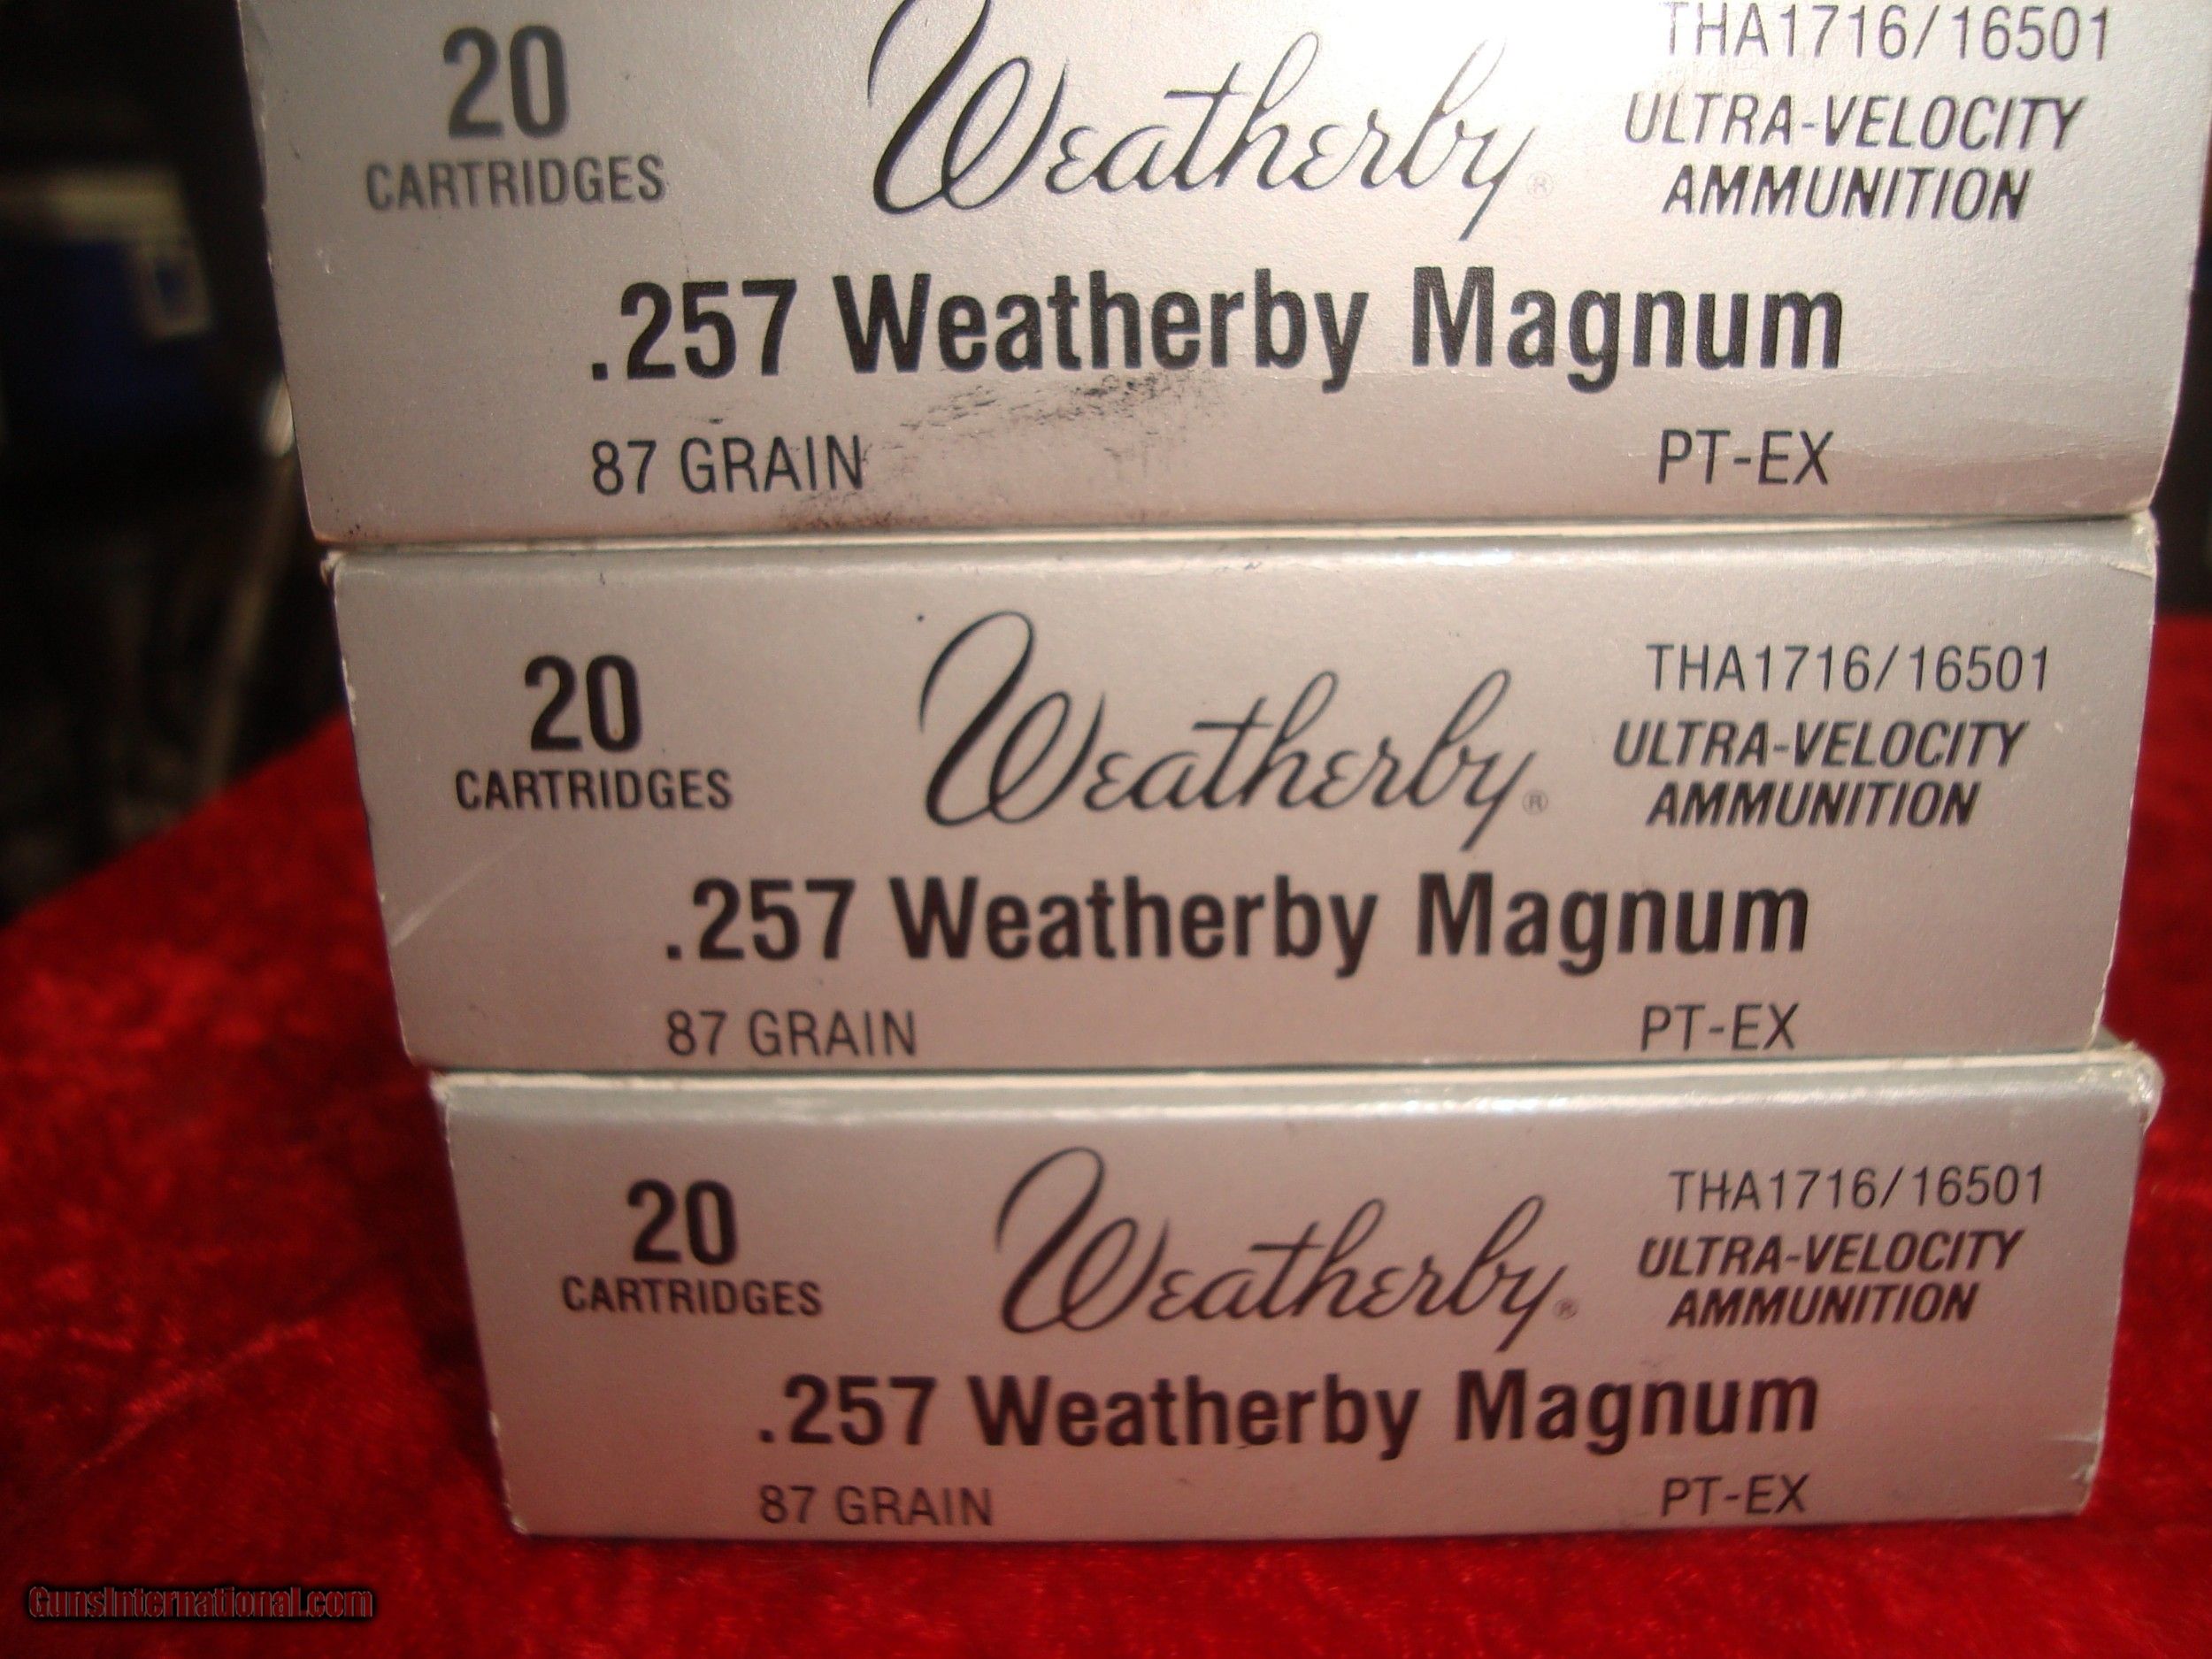 20
CARTRIDGES
Weatherby®
THA1716/16501
ULTRA-VELOCITY
AMMUNITION
.257 Weatherby Magnum
87 GRAIN
PT-EX
20
CARTRIDGES
Weatherby®
THA1716/16501
ULTRA-VELOCITY
AMMUNITION
.257 Weatherby Magnum
87 GRAIN
PT-EX
20
CARTRIDGES
Weatherby®
THA1716/16501
ULTRA-VELOCITY
AMMUNITION
.257 Weatherby Magnum
87 GRAIN
PT-EX
GunsInternational.com